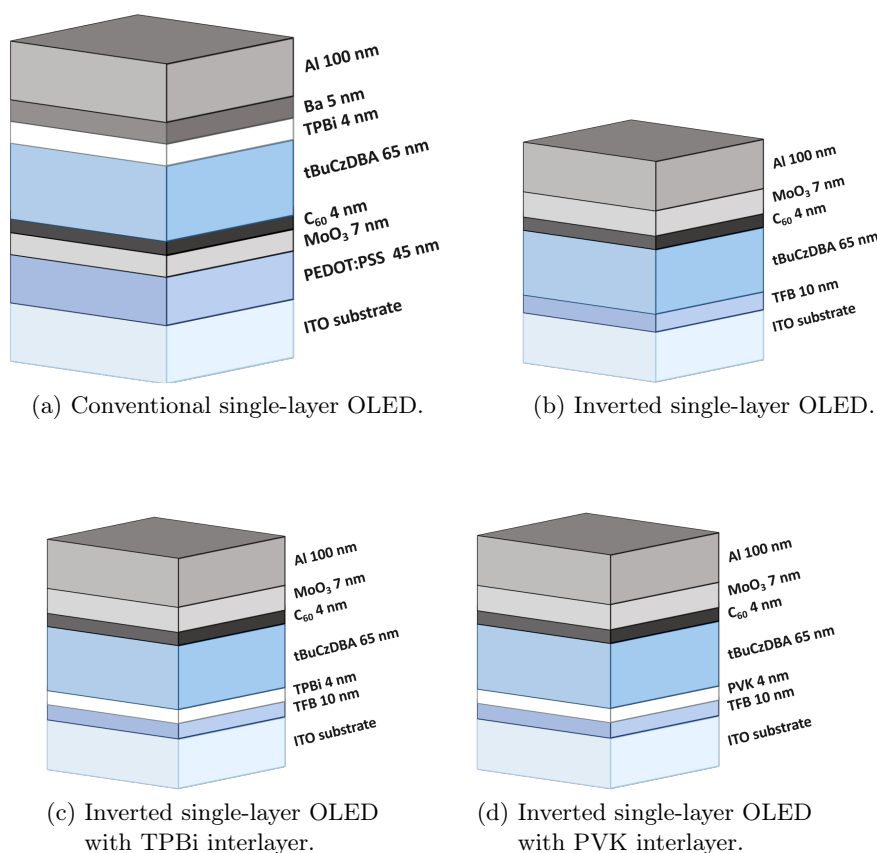 Al 100 nm
Ba 5 nm
TPBi 4 nm
tBuCzDBA 65 nm
C₆₀ 4 nm
MoO₃ 7 nm
PEDOT:PSS 45 nm
ITO substrate
(a) Conventional single-layer OLED.
Al 100 nm
MoO₃ 7 nm
C₆₀ 4 nm
tBuCzDBA 65 nm
TFB 10 nm
ITO substrate
(b) Inverted single-layer OLED.
Al 100 nm
MoO₃ 7 nm
C₆₀ 4 nm
tBuCzDBA 65 nm
TPBi 4 nm
TFB 10 nm
ITO substrate
(c) Inverted single-layer OLED
with TPBi interlayer.
Al 100 nm
MoO₃ 7 nm
C₆₀ 4 nm
tBuCzDBA 65 nm
PVK 4 nm
TFB 10 nm
ITO substrate
(d) Inverted single-layer OLED
with PVK interlayer.